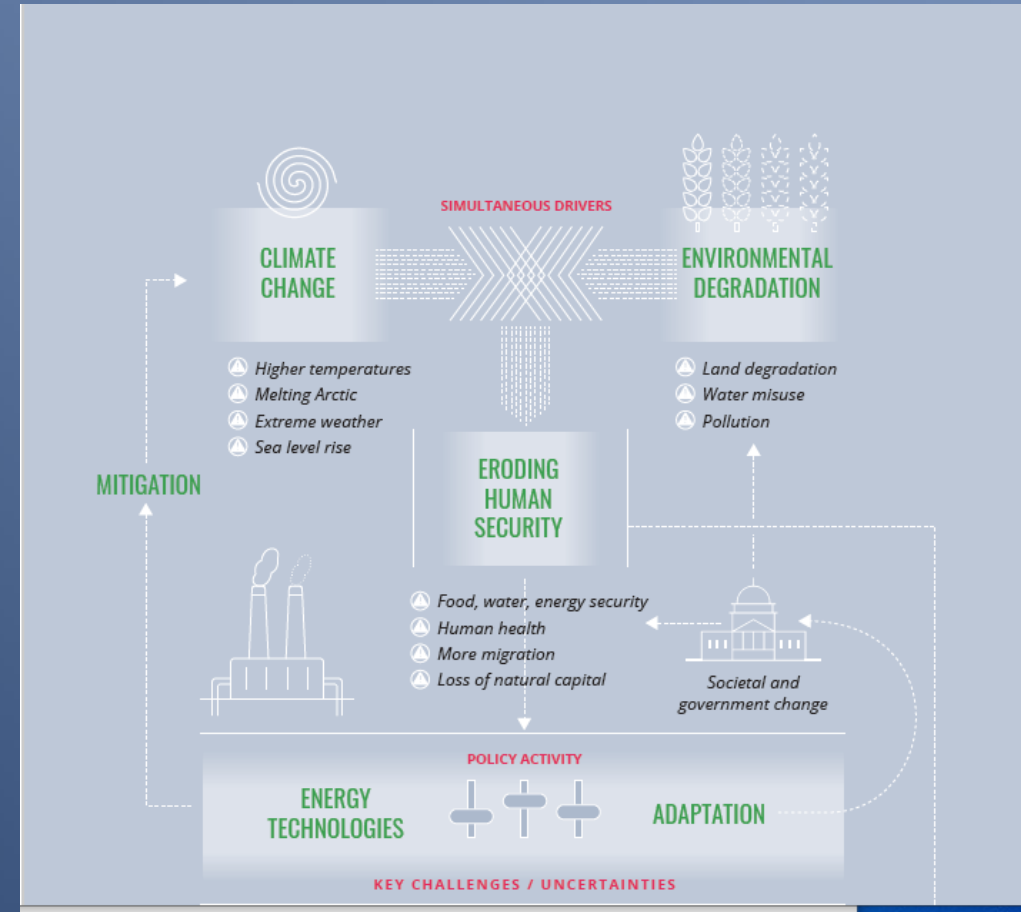 SIMULTANEOUS DRIVERS
CLIMATE
CHANGE
ENVIRONMENTAL
DEGRADATION
Higher temperatures
Melting Arctic
Extreme weather
Sea level rise
Land degradation
Water misuse
Pollution
MITIGATION
ERODING
HUMAN
SECURITY
Food, water, energy security
Human health
More migration
Loss of natural capital
Societal and
government change
POLICY ACTIVITY
ENERGY
TECHNOLOGIES
ADAPTATION
KEY CHALLENGES / UNCERTAINTIES